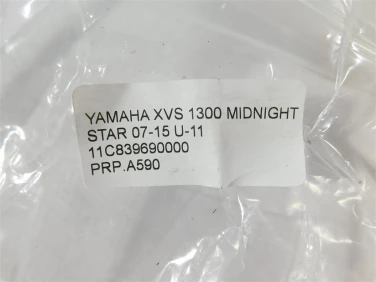 YAMAHA XVS 1300 MIDNIGHT
STAR 07-15 U-11
11C839690000
PRP.A590